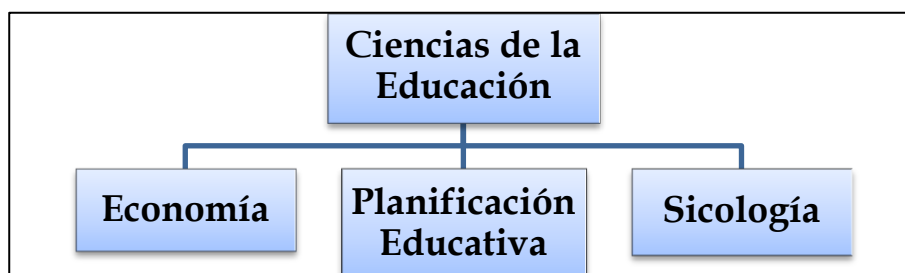 Ciencias de la
Educación
Economía
Planificación
Educativa
Sicología